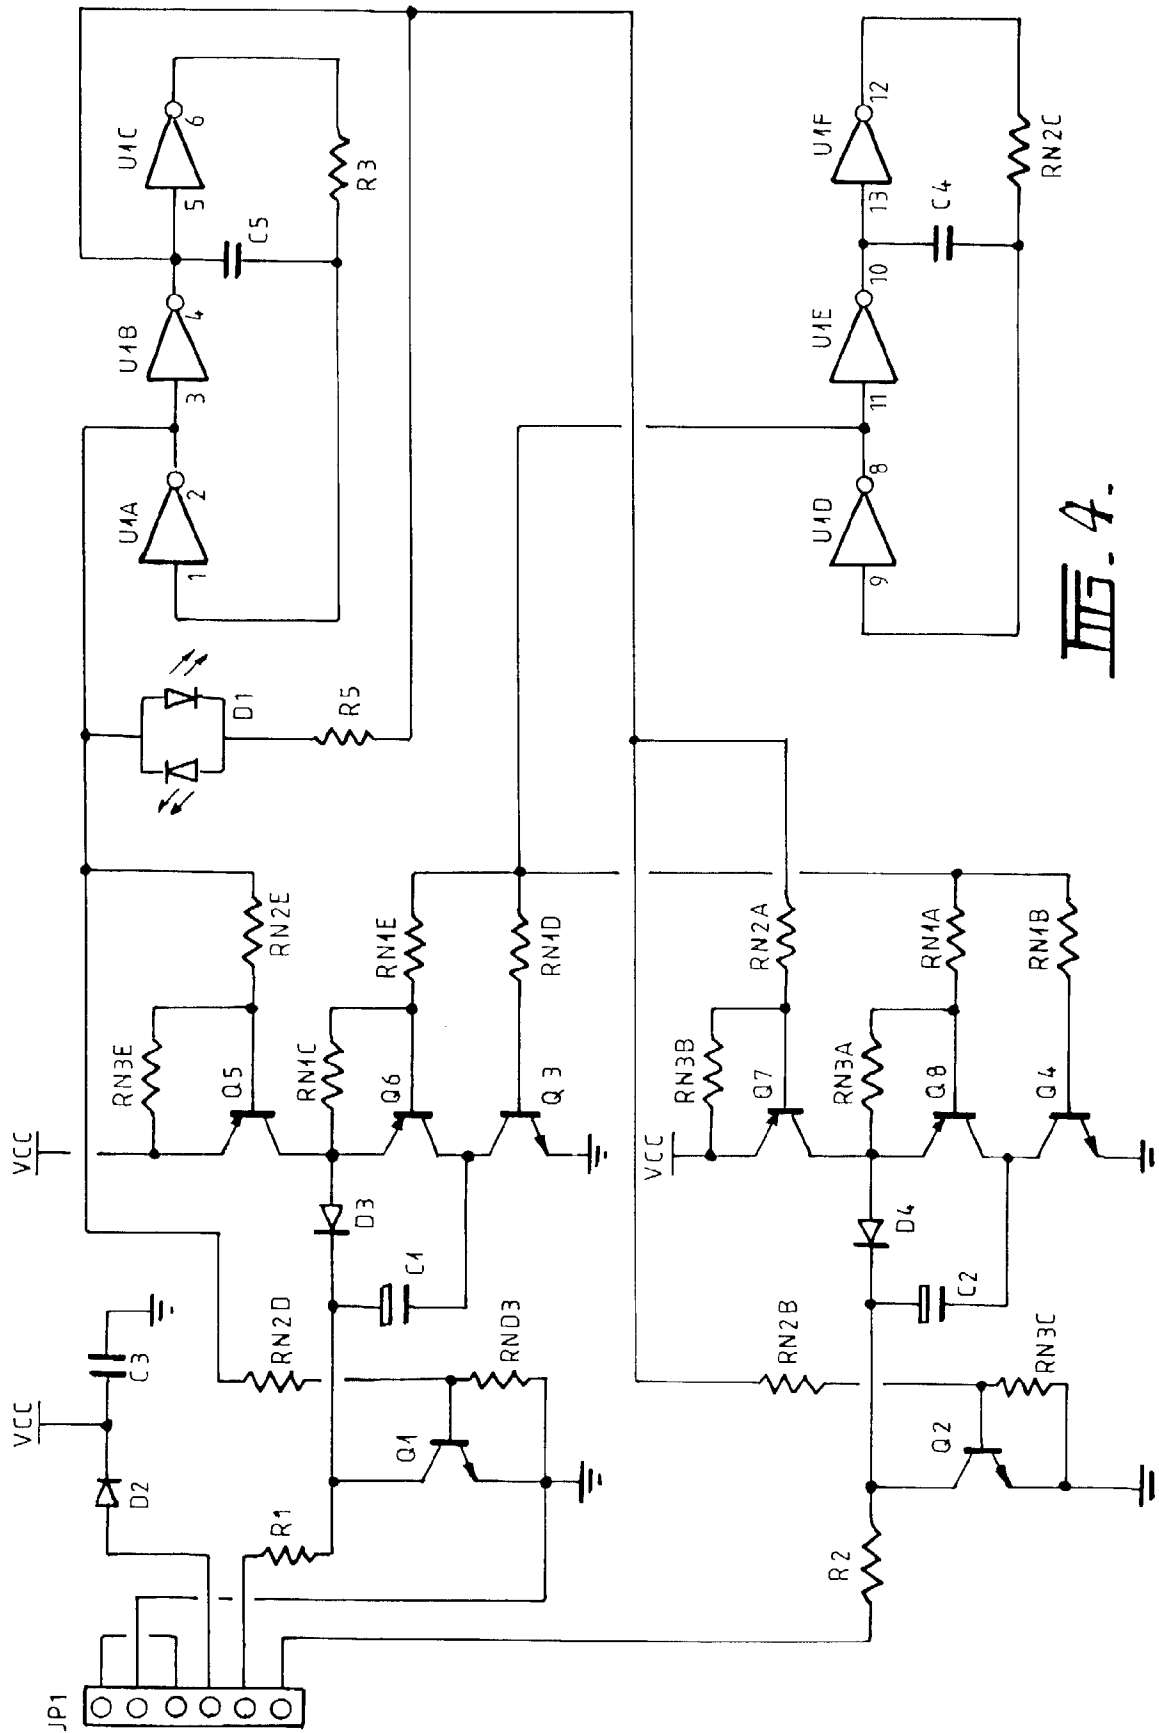 JP1
VCC
D2
C3
R1
Q1
RN2D
RND3
C1
D3
VCC
RN3E
Q5
RN2E
RN1C
Q6
RN1E
Q3
RN1D
D1
R5
U1A
1
2
U1B
3
4
U1C
5
6
C5
R3
R2
Q2
RN2B
RN3C
C2
D4
VCC
RN3B
Q7
RN2A
RN3A
Q8
RN1A
Q4
RN1B
U1D
9
8
U1E
11
10
U1F
13
12
C4
RN2C
FIG. 4.